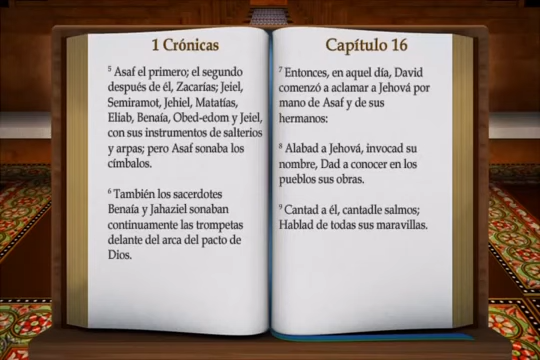 1 Crónicas
⁵ Asaf el primero; el segundo
después de él, Zacarías; Jeiel,
Semiramot, Jehiel, Matatías,
Eliab, Benaía, Obed-edom y Jeiel,
con sus instrumentos de salterios
y arpas; pero Asaf sonaba los
címbalos.
⁶ También los sacerdotes
Benaía y Jahaziel sonaban
continuamente las trompetas
delante del arca del pacto de
Dios.
Capítulo 16
⁷ Entonces, en aquel día, David
comenzó a aclamar a Jehová por
mano de Asaf y de sus
hermanos:
⁸ Alabad a Jehová, invocad su
nombre, Dad a conocer en los
pueblos sus obras.
⁹ Cantad a él, cantadle salmos;
Hablad de todas sus maravillas.